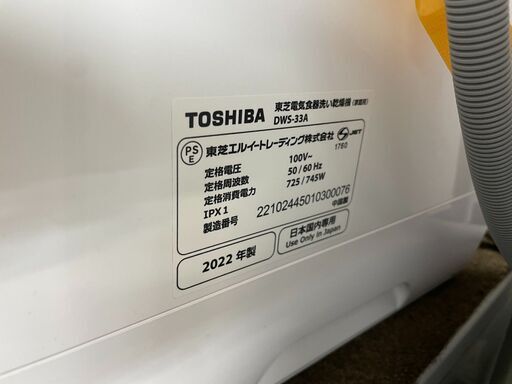 TOSHIBA 東芝電気食器洗い乾燥機(家庭用)
DWS-33A
PS
E
東芝エルイートレーディング株式会社
JET
1760
定格電圧 100V~
定格周波数 50/60 Hz
定格消費電力 725/745W
IPX1
製造番号 22102445010300076
中国製
2022 年製
日本国内専用
Use Only In Japan